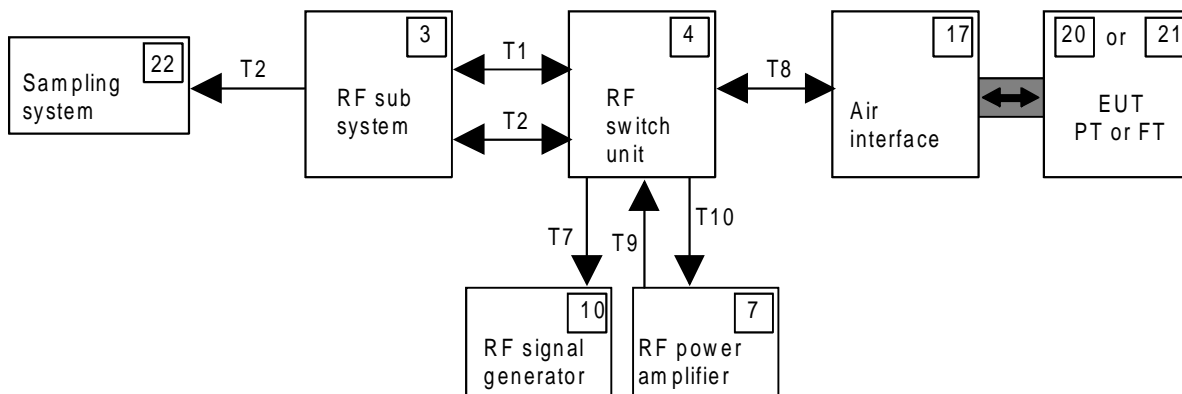 22
Sampling
system
T2
3
RF sub
system
T1
T2
4
RF
switch
unit
T8
17
Air
interface
20 or 21
EUT
PT or FT
T7
T9
T10
10
RF signal
generator
7
RF power
amplifier